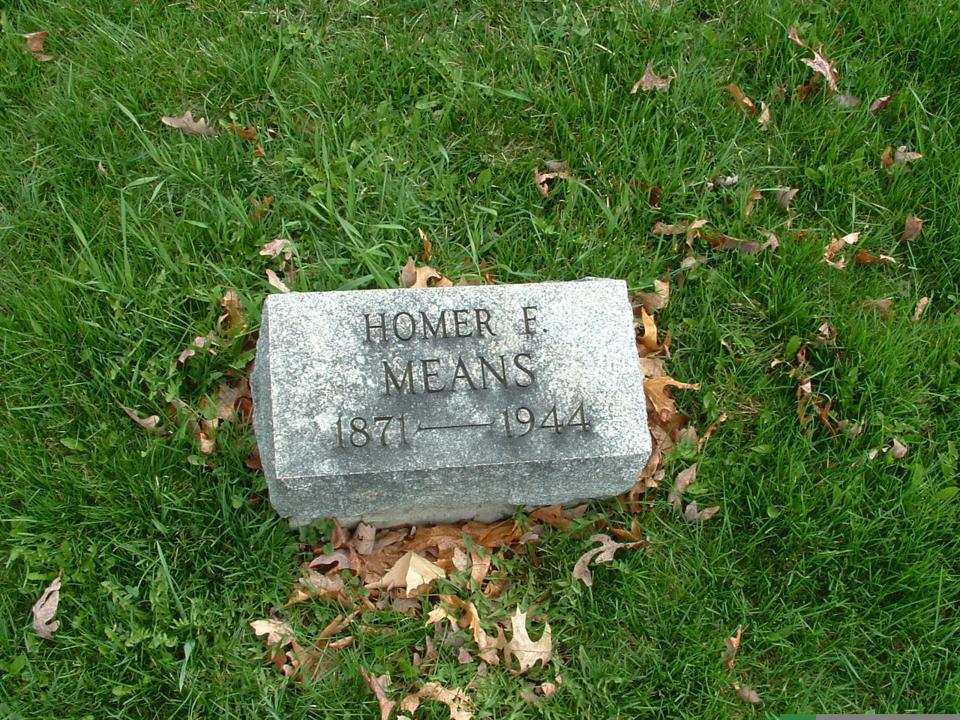 HOMER F.
MEANS
1871 — 1944